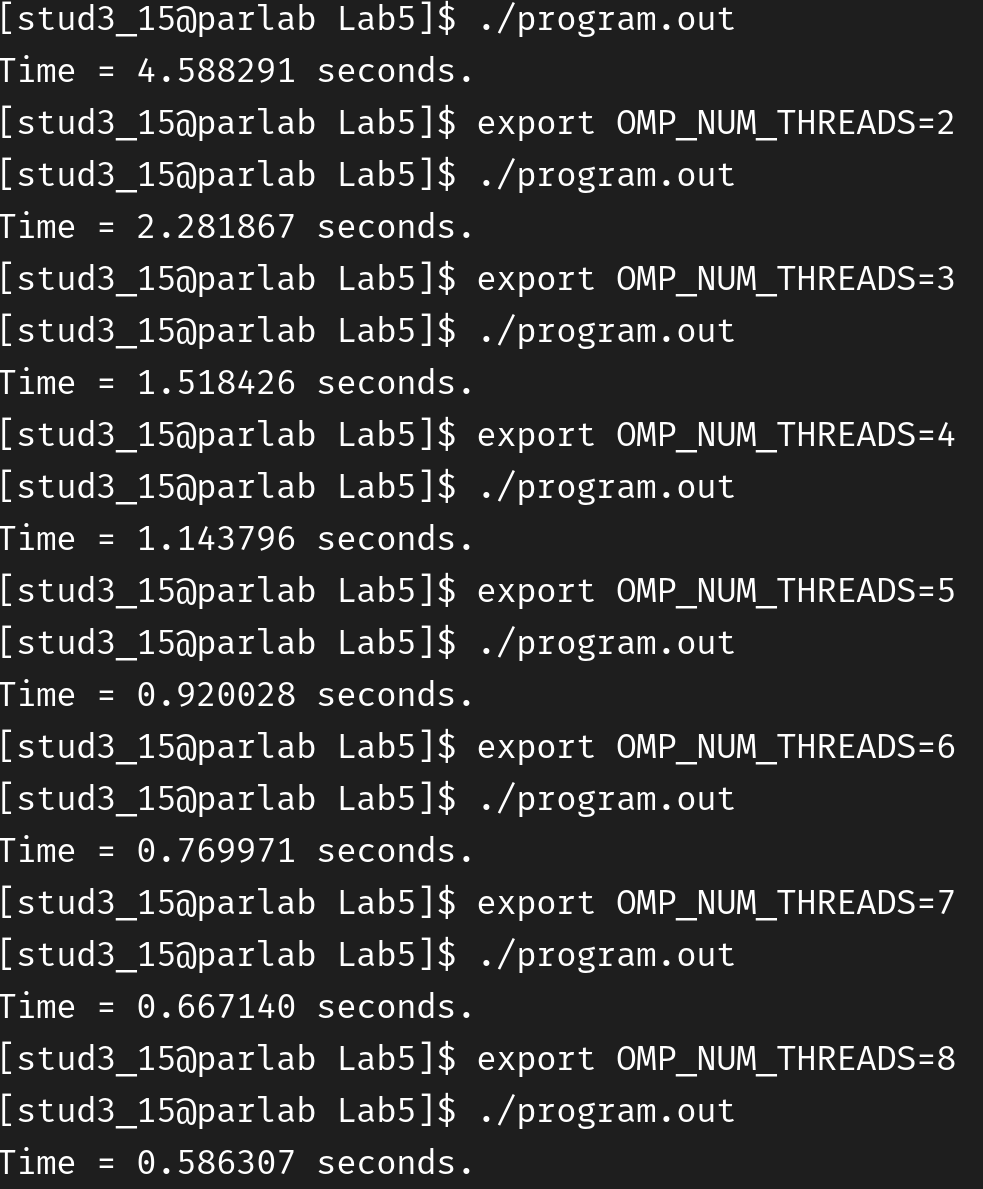 [stud3_15@parlab Lab5]$ ./program.out
Time = 4.588291 seconds.
[stud3_15@parlab Lab5]$ export OMP_NUM_THREADS=2
[stud3_15@parlab Lab5]$ ./program.out
Time = 2.281867 seconds.
[stud3_15@parlab Lab5]$ export OMP_NUM_THREADS=3
[stud3_15@parlab Lab5]$ ./program.out
Time = 1.518426 seconds.
[stud3_15@parlab Lab5]$ export OMP_NUM_THREADS=4
[stud3_15@parlab Lab5]$ ./program.out
Time = 1.143796 seconds.
[stud3_15@parlab Lab5]$ export OMP_NUM_THREADS=5
[stud3_15@parlab Lab5]$ ./program.out
Time = 0.920028 seconds.
[stud3_15@parlab Lab5]$ export OMP_NUM_THREADS=6
[stud3_15@parlab Lab5]$ ./program.out
Time = 0.769971 seconds.
[stud3_15@parlab Lab5]$ export OMP_NUM_THREADS=7
[stud3_15@parlab Lab5]$ ./program.out
Time = 0.667140 seconds.
[stud3_15@parlab Lab5]$ export OMP_NUM_THREADS=8
[stud3_15@parlab Lab5]$ ./program.out
Time = 0.586307 seconds.